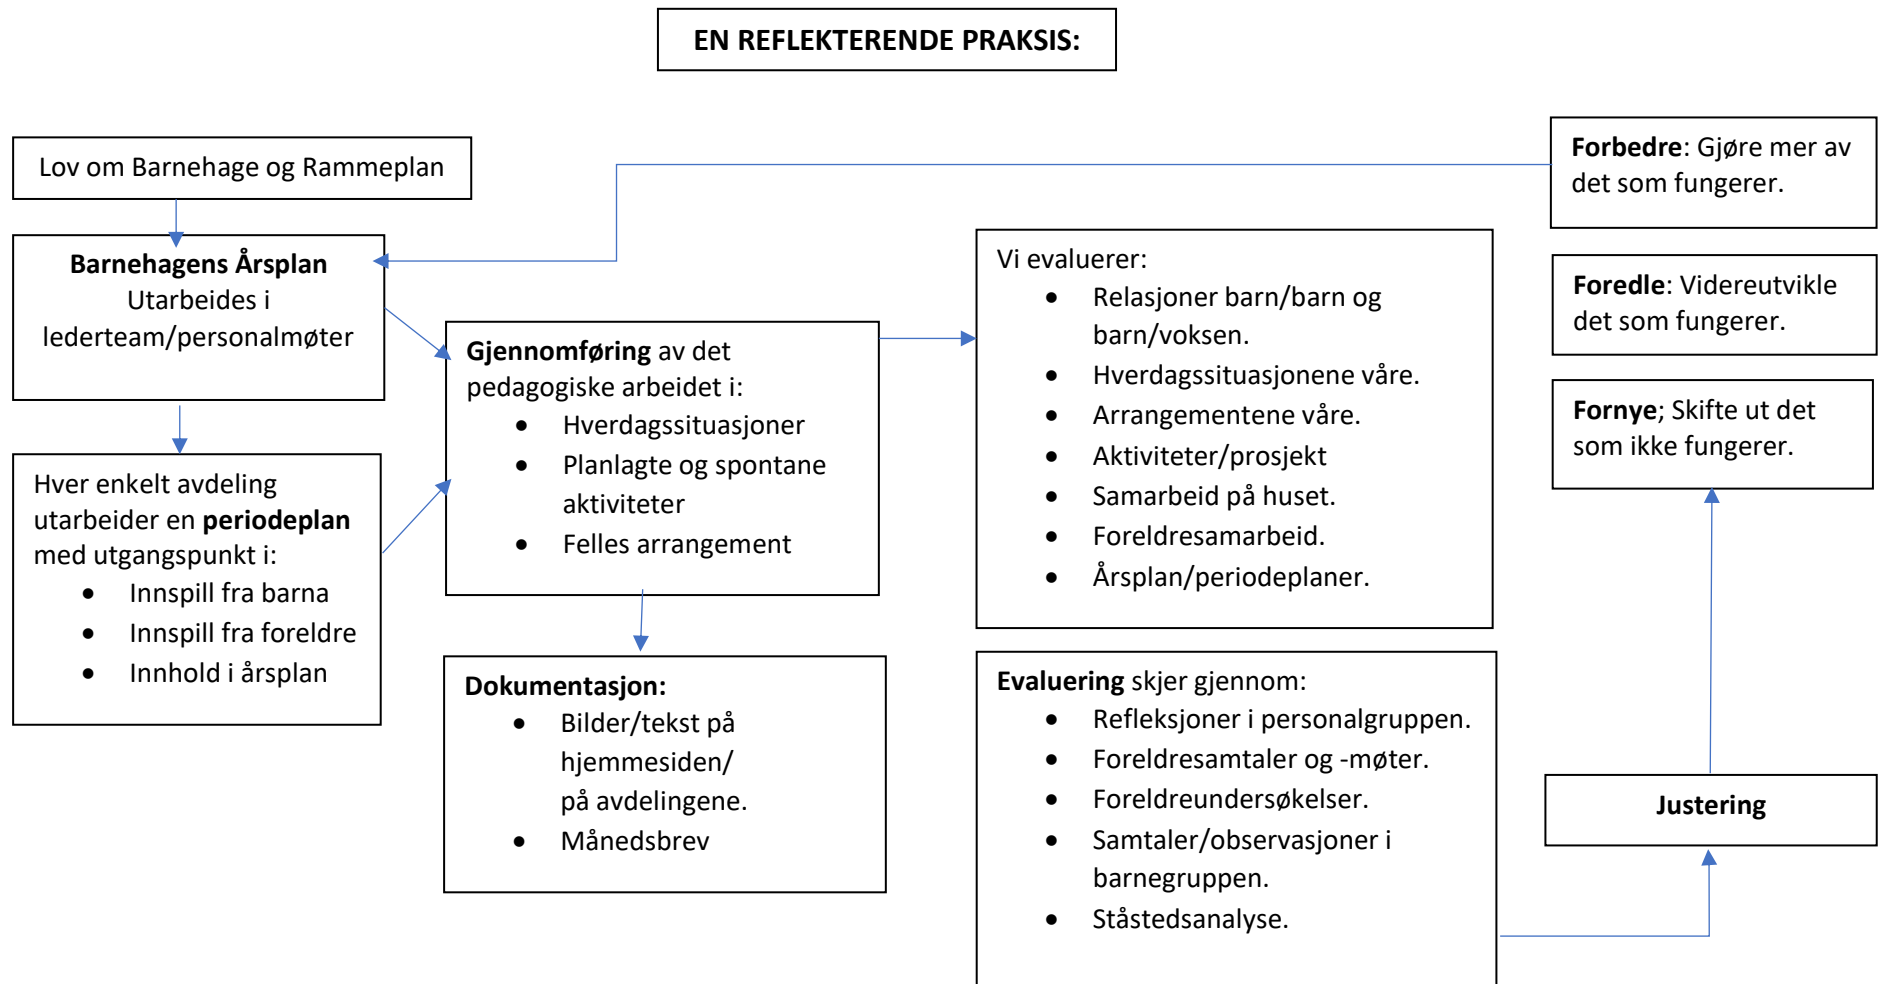 EN REFLEKTERENDE PRAKSIS:
Lov om Barnehage og Rammeplan
Barnehagens Årsplan
Utarbeides i
lederteam/personalmøter
Hver enkelt avdeling
utarbeider en periodeplan
med utgangspunkt i:
• Innspill fra barna
• Innspill fra foreldre
• Innhold i årsplan
Gjennomføring av det
pedagogiske arbeidet i:
• Hverdagssituasjoner
• Planlagte og spontane
aktiviteter
• Felles arrangement
Dokumentasjon:
• Bilder/tekst på
hjemmesiden/
på avdelingene.
• Månedsbrev
Vi evaluerer:
• Relasjoner barn/barn og
barn/voksen.
• Hverdagssituasjonene våre.
• Arrangementene våre.
• Aktiviteter/prosjekt
• Samarbeid på huset.
• Foreldresamarbeid.
• Årsplan/periodeplaner.
Evaluering skjer gjennom:
• Refleksjoner i personalgruppen.
• Foreldresamtaler og -møter.
• Foreldreundersøkelser.
• Samtaler/observasjoner i
barnegruppen.
• Ståstedsanalyse.
Forbedre: Gjøre mer av
det som fungerer.
Foredle: Videreutvikle
det som fungerer.
Fornye; Skifte ut det
som ikke fungerer.
Justering